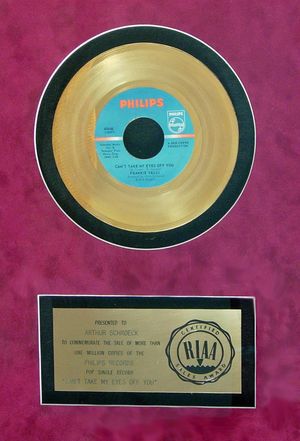 PHILIPS
PHILIPS
CAN'T TAKE MY EYES OFF YOU
FRANKIE VALLI
PRESENTED TO
ARTHUR SCHROECK
TO COMMEMORATE THE SALE OF MORE THAN
ONE MILLION COPIES OF THE
PHILIPS RECORDS
POP SINGLE RECORD
"CAN'T TAKE MY EYES OFF YOU"
CERTIFIED
RIAA
SALES AWARD